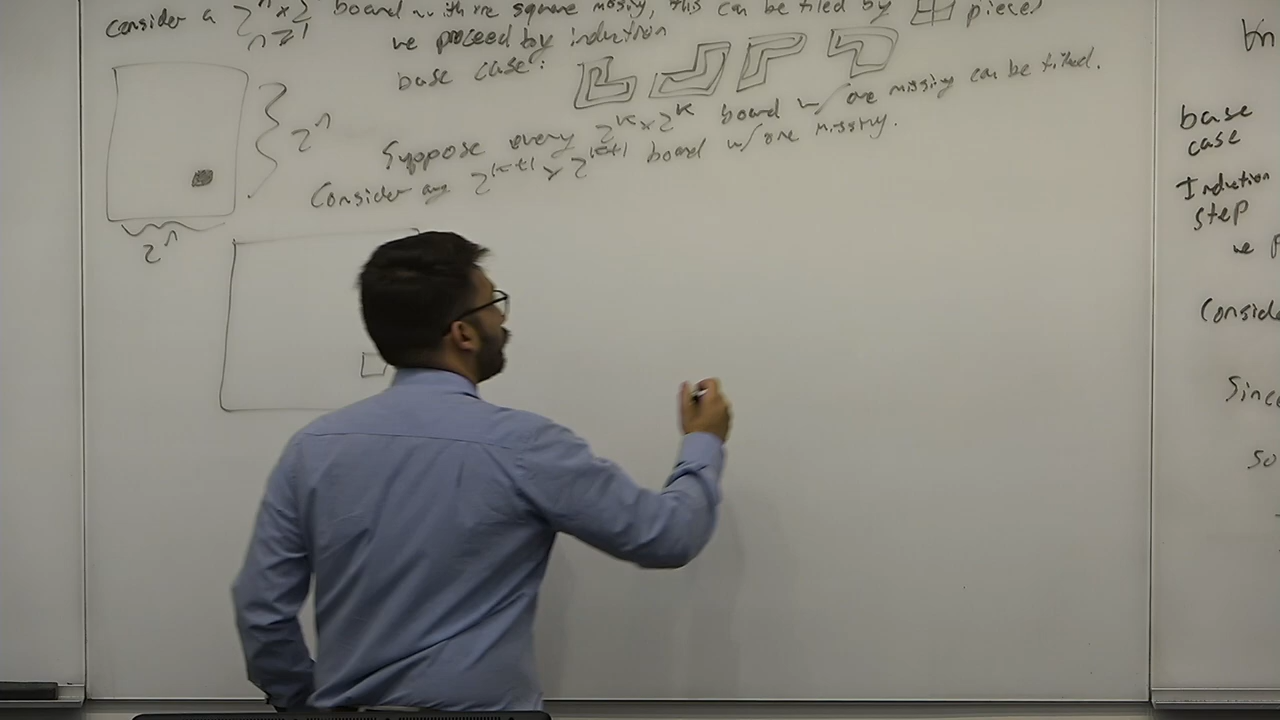 consider a 2^n x 2^n board with one square missing, this can be tiled by pieces
n ≥ 1
we proceed by induction
base case:
2^n
2^n
Suppose every 2^k x 2^k board w/ one missing can be tiled.
Consider any 2^k+1 x 2^k+1 board w/ one missing.
base
case
Induction
step
we
Conside
Since
So